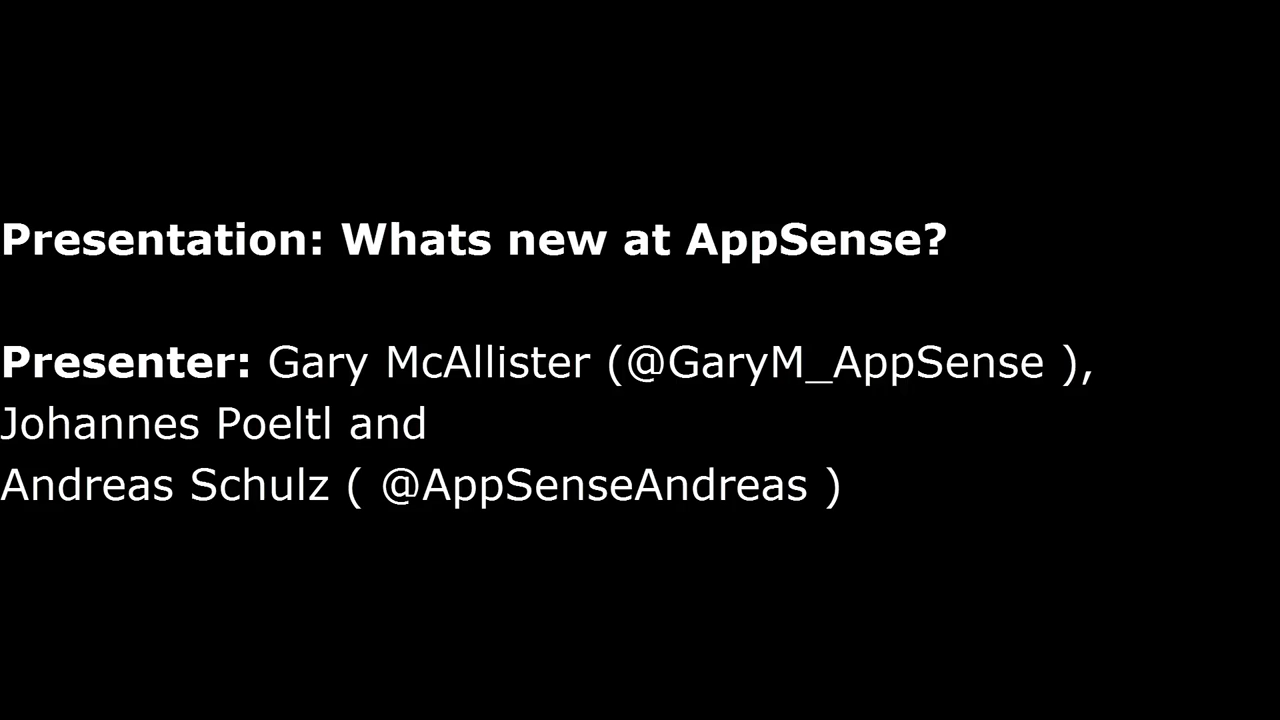 Presentation: Whats new at AppSense?
Presenter: Gary McAllister (@GaryM_AppSense ),
Johannes Poeltl and
Andreas Schulz ( @AppSenseAndreas )